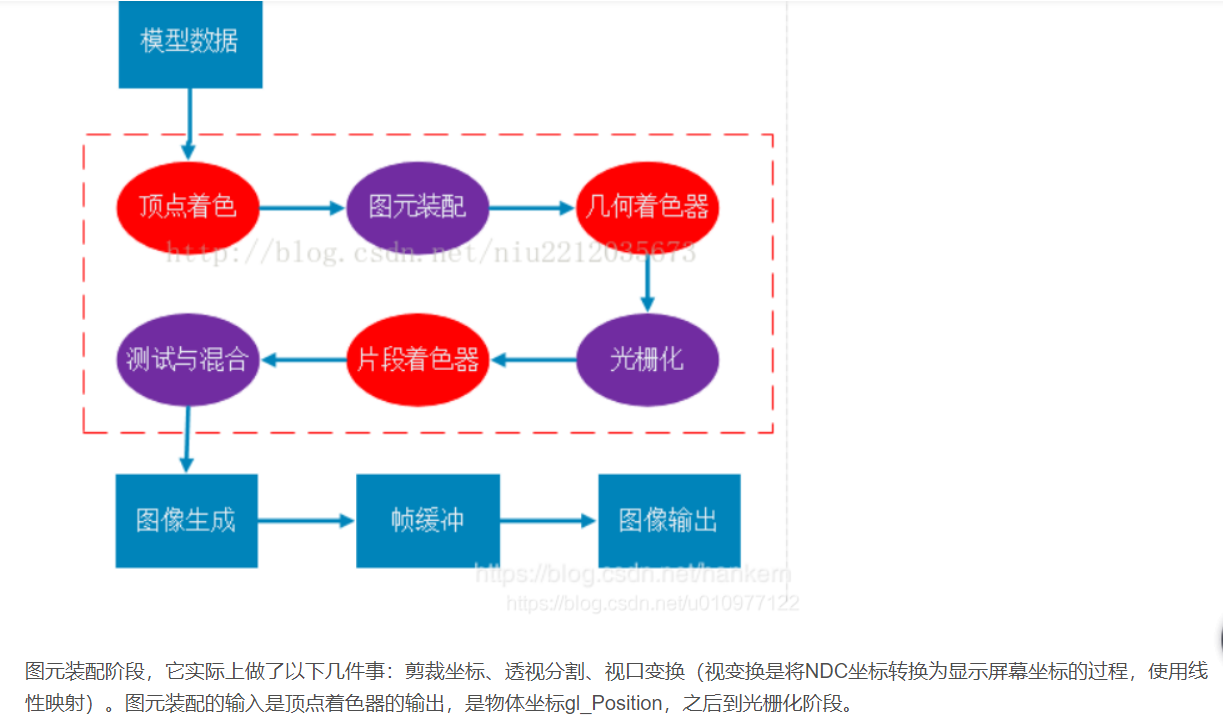 模型数据
顶点着色
图元装配
几何着色器
http://blog.csdn.net/niu2212035673
测试与混合
片段着色器
光栅化
图像生成
帧缓冲
图像输出
https://blog.csdn.net/hankern
https://blog.csdn.net/u010977122
图元装配阶段，它实际上做了以下几件事：剪裁坐标、透视分割、视口变换（视变换是将NDC坐标转换为显示屏幕坐标的过程，使用线
性映射）。图元装配的输入是顶点着色器的输出，是物体坐标gl_Position，之后到光栅化阶段。